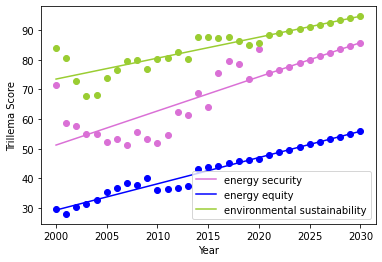 90
80
70
60
50
40
30
Trillema Score
2000
2005
2010
2015
2020
2025
2030
Year
energy security
energy equity
environmental sustainability